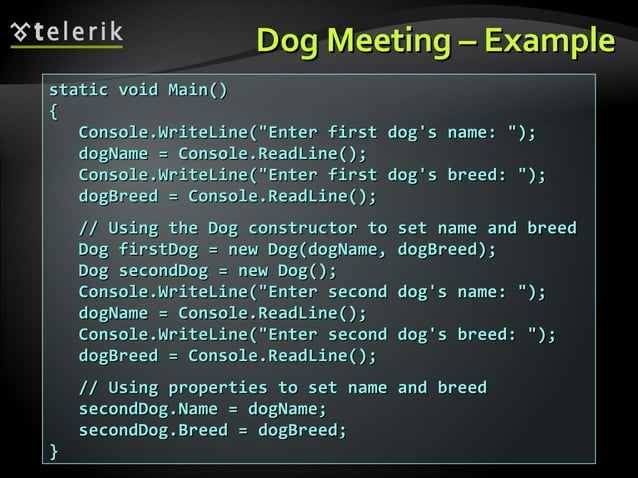 telerik
Dog Meeting – Example
static void Main()
{
Console.WriteLine("Enter first dog's name: ");
dogName = Console.ReadLine();
Console.WriteLine("Enter first dog's breed: ");
dogBreed = Console.ReadLine();
// Using the Dog constructor to set name and breed
Dog firstDog = new Dog(dogName, dogBreed);
Dog secondDog = new Dog();
Console.WriteLine("Enter second dog's name: ");
dogName = Console.ReadLine();
Console.WriteLine("Enter second dog's breed: ");
dogBreed = Console.ReadLine();
// Using properties to set name and breed
secondDog.Name = dogName;
secondDog.Breed = dogBreed;
}